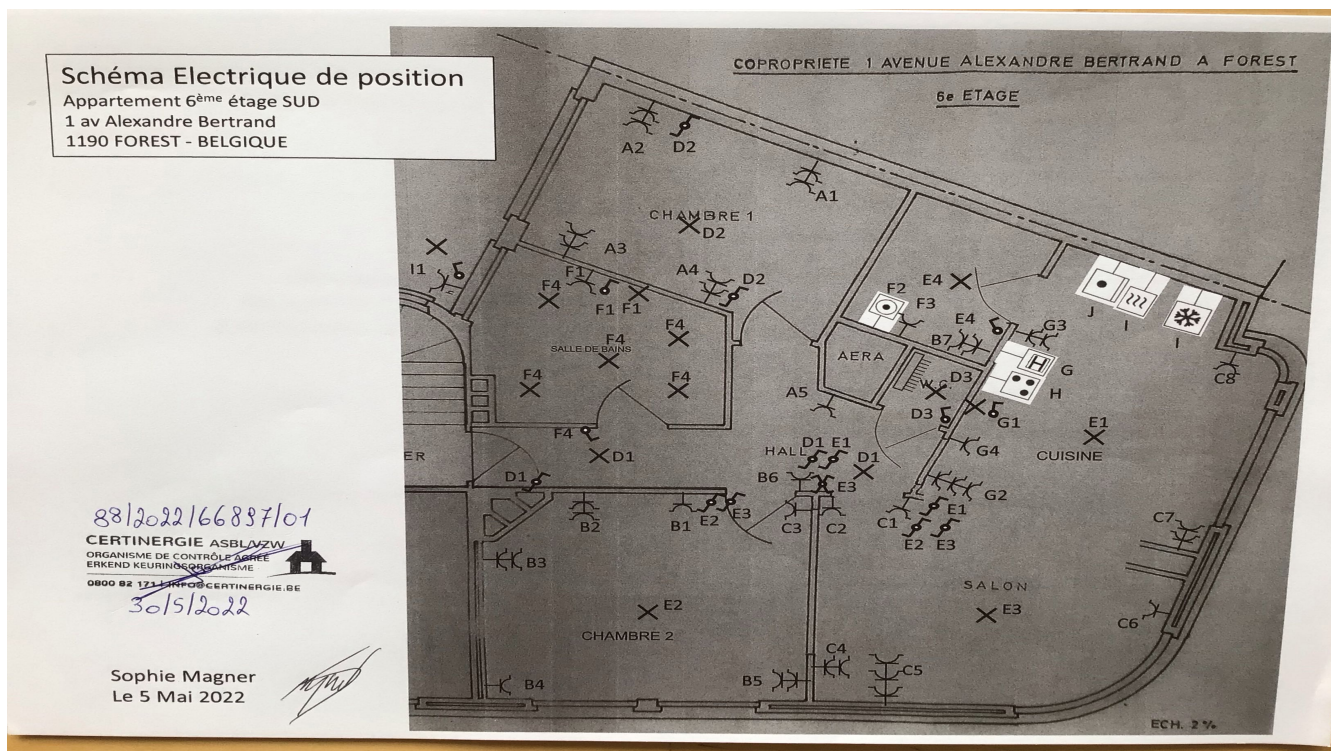 Schéma Electrique de position
Appartement 6ème étage SUD
1 av Alexandre Bertrand
1190 FOREST - BELGIQUE
COPROPRIETE 1 AVENUE ALEXANDRE BERTRAND A FOREST
6e ETAGE
A2
D2
A1
CHAMBRE 1
D2
A3
I1
F1
A4
D2
F4
F1
F1
F2
F3
E4
E4
J
I
I
B7
G3
F4
SALLE DE BAINS
F4
AERA
W.C.
D3
G
H
C8
F4
F4
A5
D3
G1
E1
CUISINE
F4
D1
HALL
D1
E1
D1
G4
ER
D1
B6
E3
G2
B2
B1
E2
E3
C3
C2
C1
E1
E2
E3
C7
B3
SALON
E2
CHAMBRE 2
E3
C6
B4
B5
C4
C5
ECH. 2%
88/2022/66897/01
CERTINERGIE ASBL/VZW
ORGANISME DE CONTRÔLE AGRÉÉ
ERKEND KEURINGSORGANISME
0800 82 171 | INFO@CERTINERGIE.BE
30/5/2022
Sophie Magner
Le 5 Mai 2022